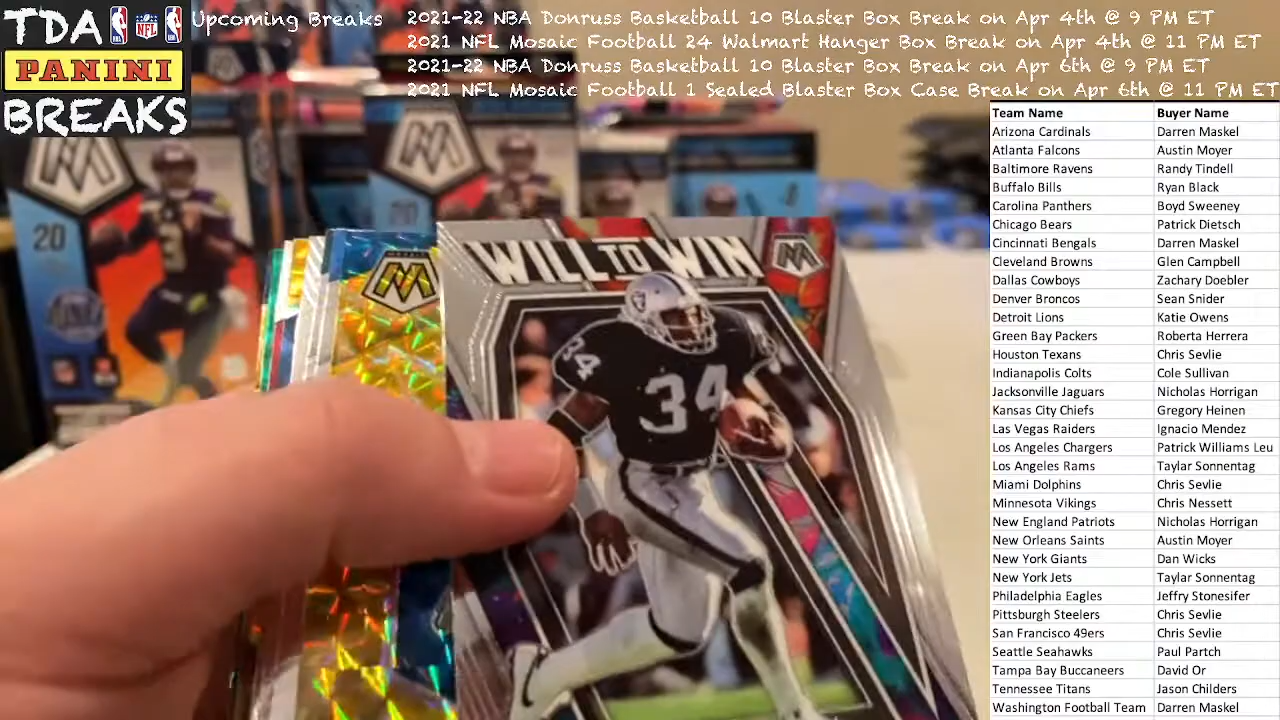 TDA
PANINI
BREAKS
Upcoming Breaks
2021-22 NBA Donruss Basketball 10 Blaster Box Break on Apr 4th @ 9 PM ET
2021 NFL Mosaic Football 24 Walmart Hanger Box Break on Apr 4th @ 11 PM ET
2021-22 NBA Donruss Basketball 10 Blaster Box Break on Apr 6th @ 9 PM ET
2021 NFL Mosaic Football 1 Sealed Blaster Box Case Break on Apr 6th @ 11 PM ET
Team Name Buyer Name
Arizona Cardinals Darren Maskel
Atlanta Falcons Austin Moyer
Baltimore Ravens Randy Tindell
Buffalo Bills Ryan Black
Carolina Panthers Boyd Sweeney
Chicago Bears Patrick Dietsch
Cincinnati Bengals Darren Maskel
Cleveland Browns Glen Campbell
Dallas Cowboys Zachary Doebler
Denver Broncos Sean Snider
Detroit Lions Katie Owens
Green Bay Packers Roberta Herrera
Houston Texans Chris Sevlie
Indianapolis Colts Cole Sullivan
Jacksonville Jaguars Nicholas Horrigan
Kansas City Chiefs Gregory Heinen
Las Vegas Raiders Ignacio Mendez
Los Angeles Chargers Patrick Williams Leu
Los Angeles Rams Taylar Sonnentag
Miami Dolphins Chris Sevlie
Minnesota Vikings Chris Nessett
New England Patriots Nicholas Horrigan
New Orleans Saints Austin Moyer
New York Giants Dan Wicks
New York Jets Taylar Sonnentag
Philadelphia Eagles Jeffry Stonesifer
Pittsburgh Steelers Chris Sevlie
San Francisco 49ers Chris Sevlie
Seattle Seahawks Paul Partch
Tampa Bay Buccaneers David Or
Tennessee Titans Jason Childers
Washington Football Team Darren Maskel
WILL TO WIN
34
34
20
3